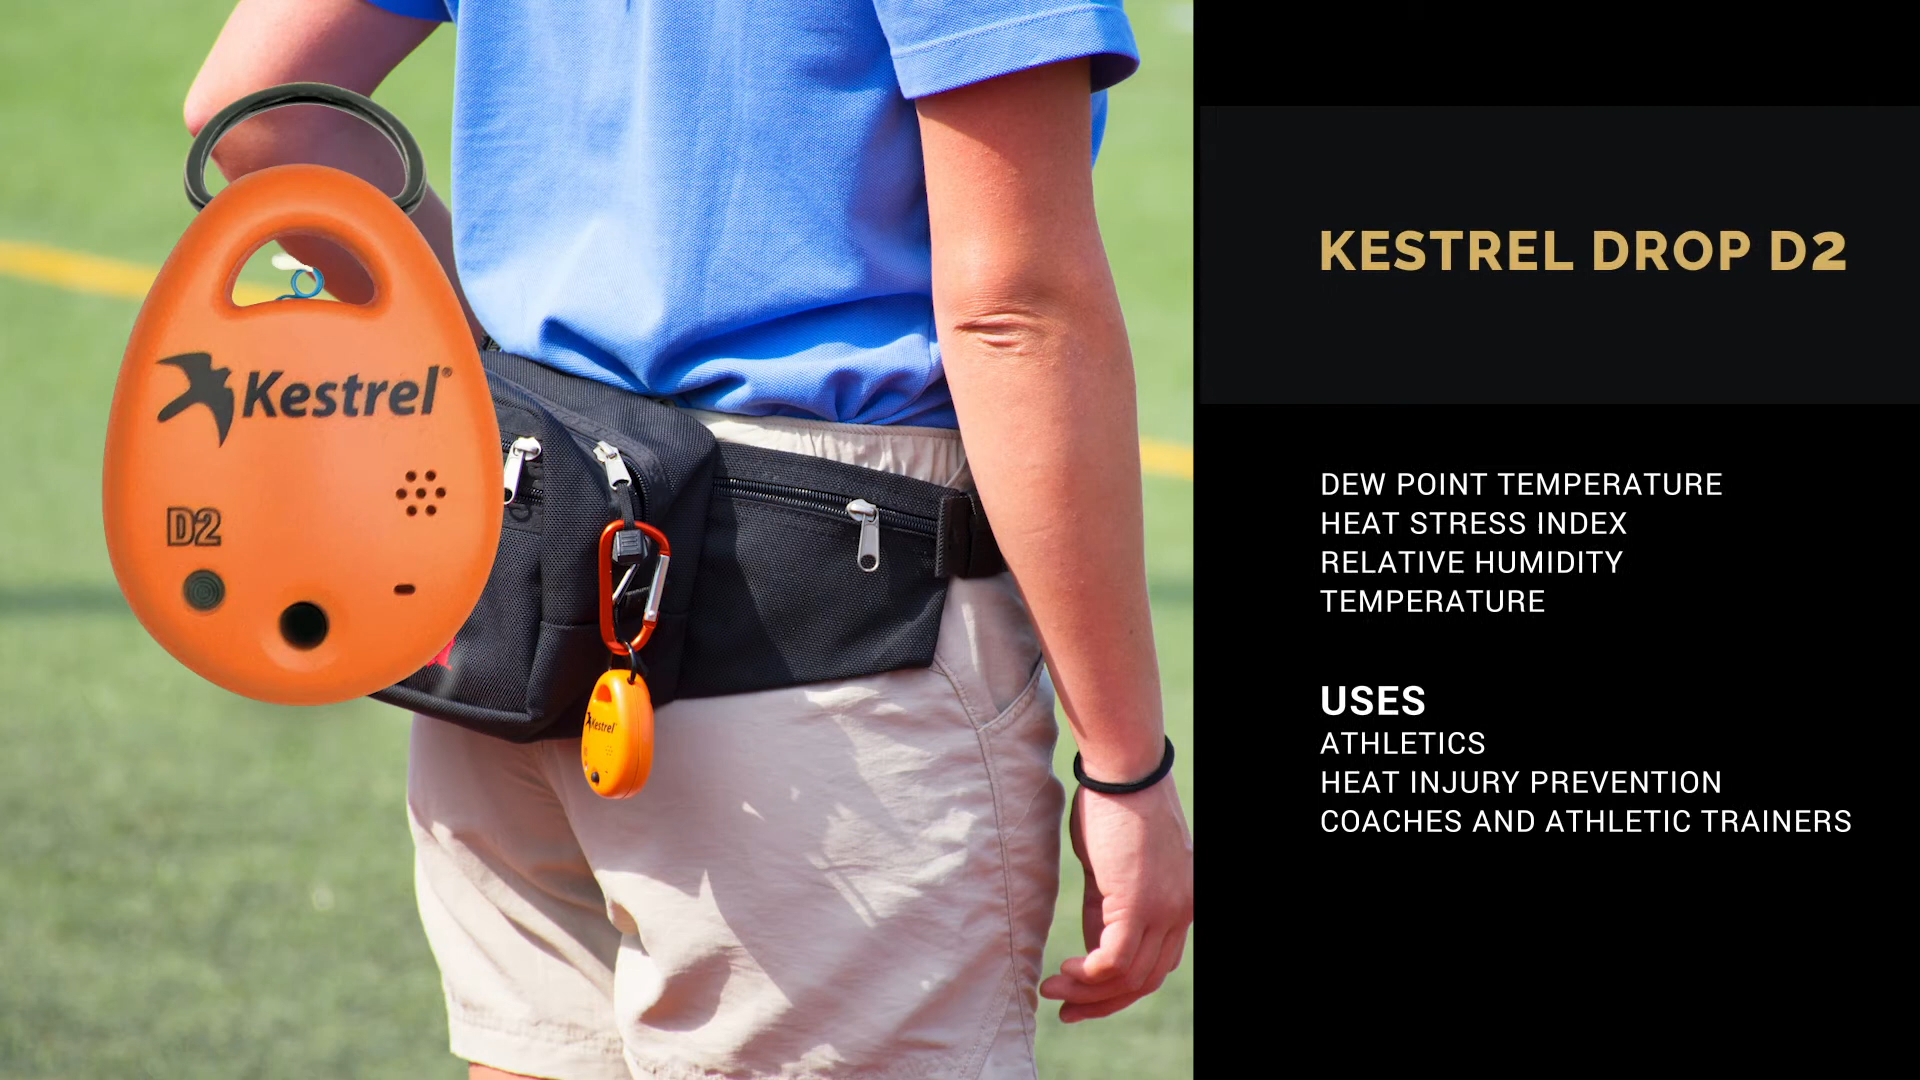 Kestrel®
D2
Kestrel
KESTREL DROP D2
DEW POINT TEMPERATURE
HEAT STRESS INDEX
RELATIVE HUMIDITY
TEMPERATURE
USES
ATHLETICS
HEAT INJURY PREVENTION
COACHES AND ATHLETIC TRAINERS